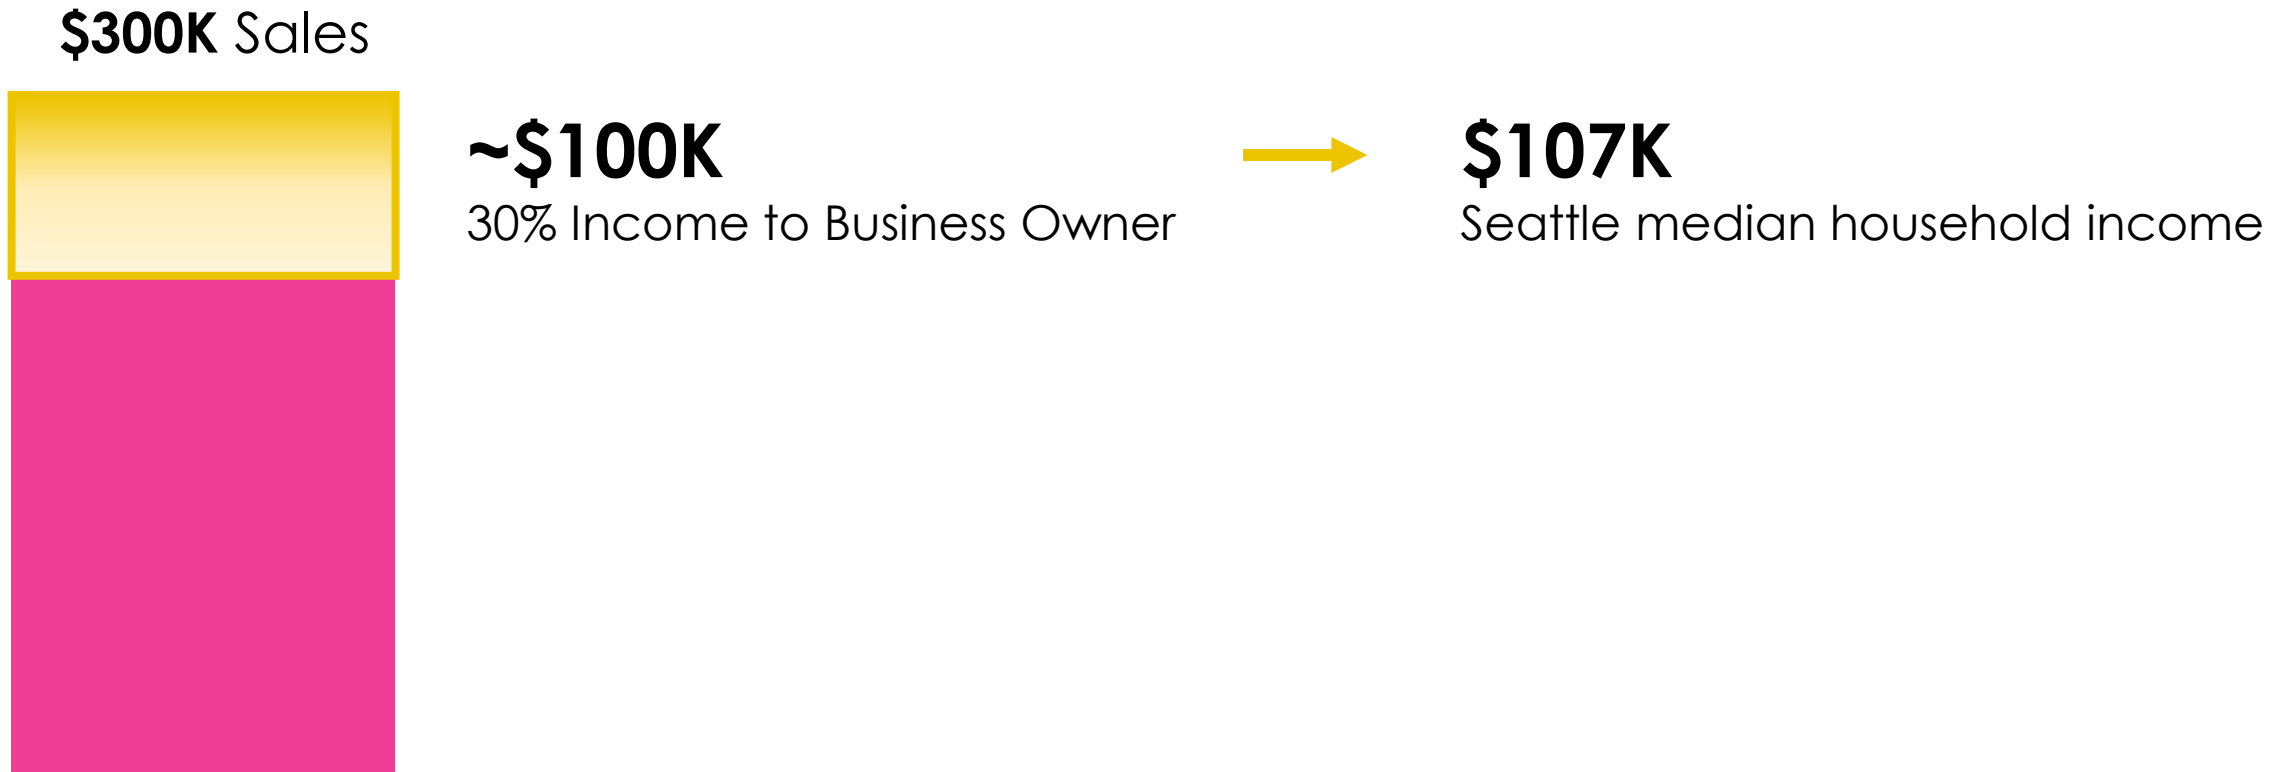 $300K Sales
~$100K
30% Income to Business Owner
$107K
Seattle median household income